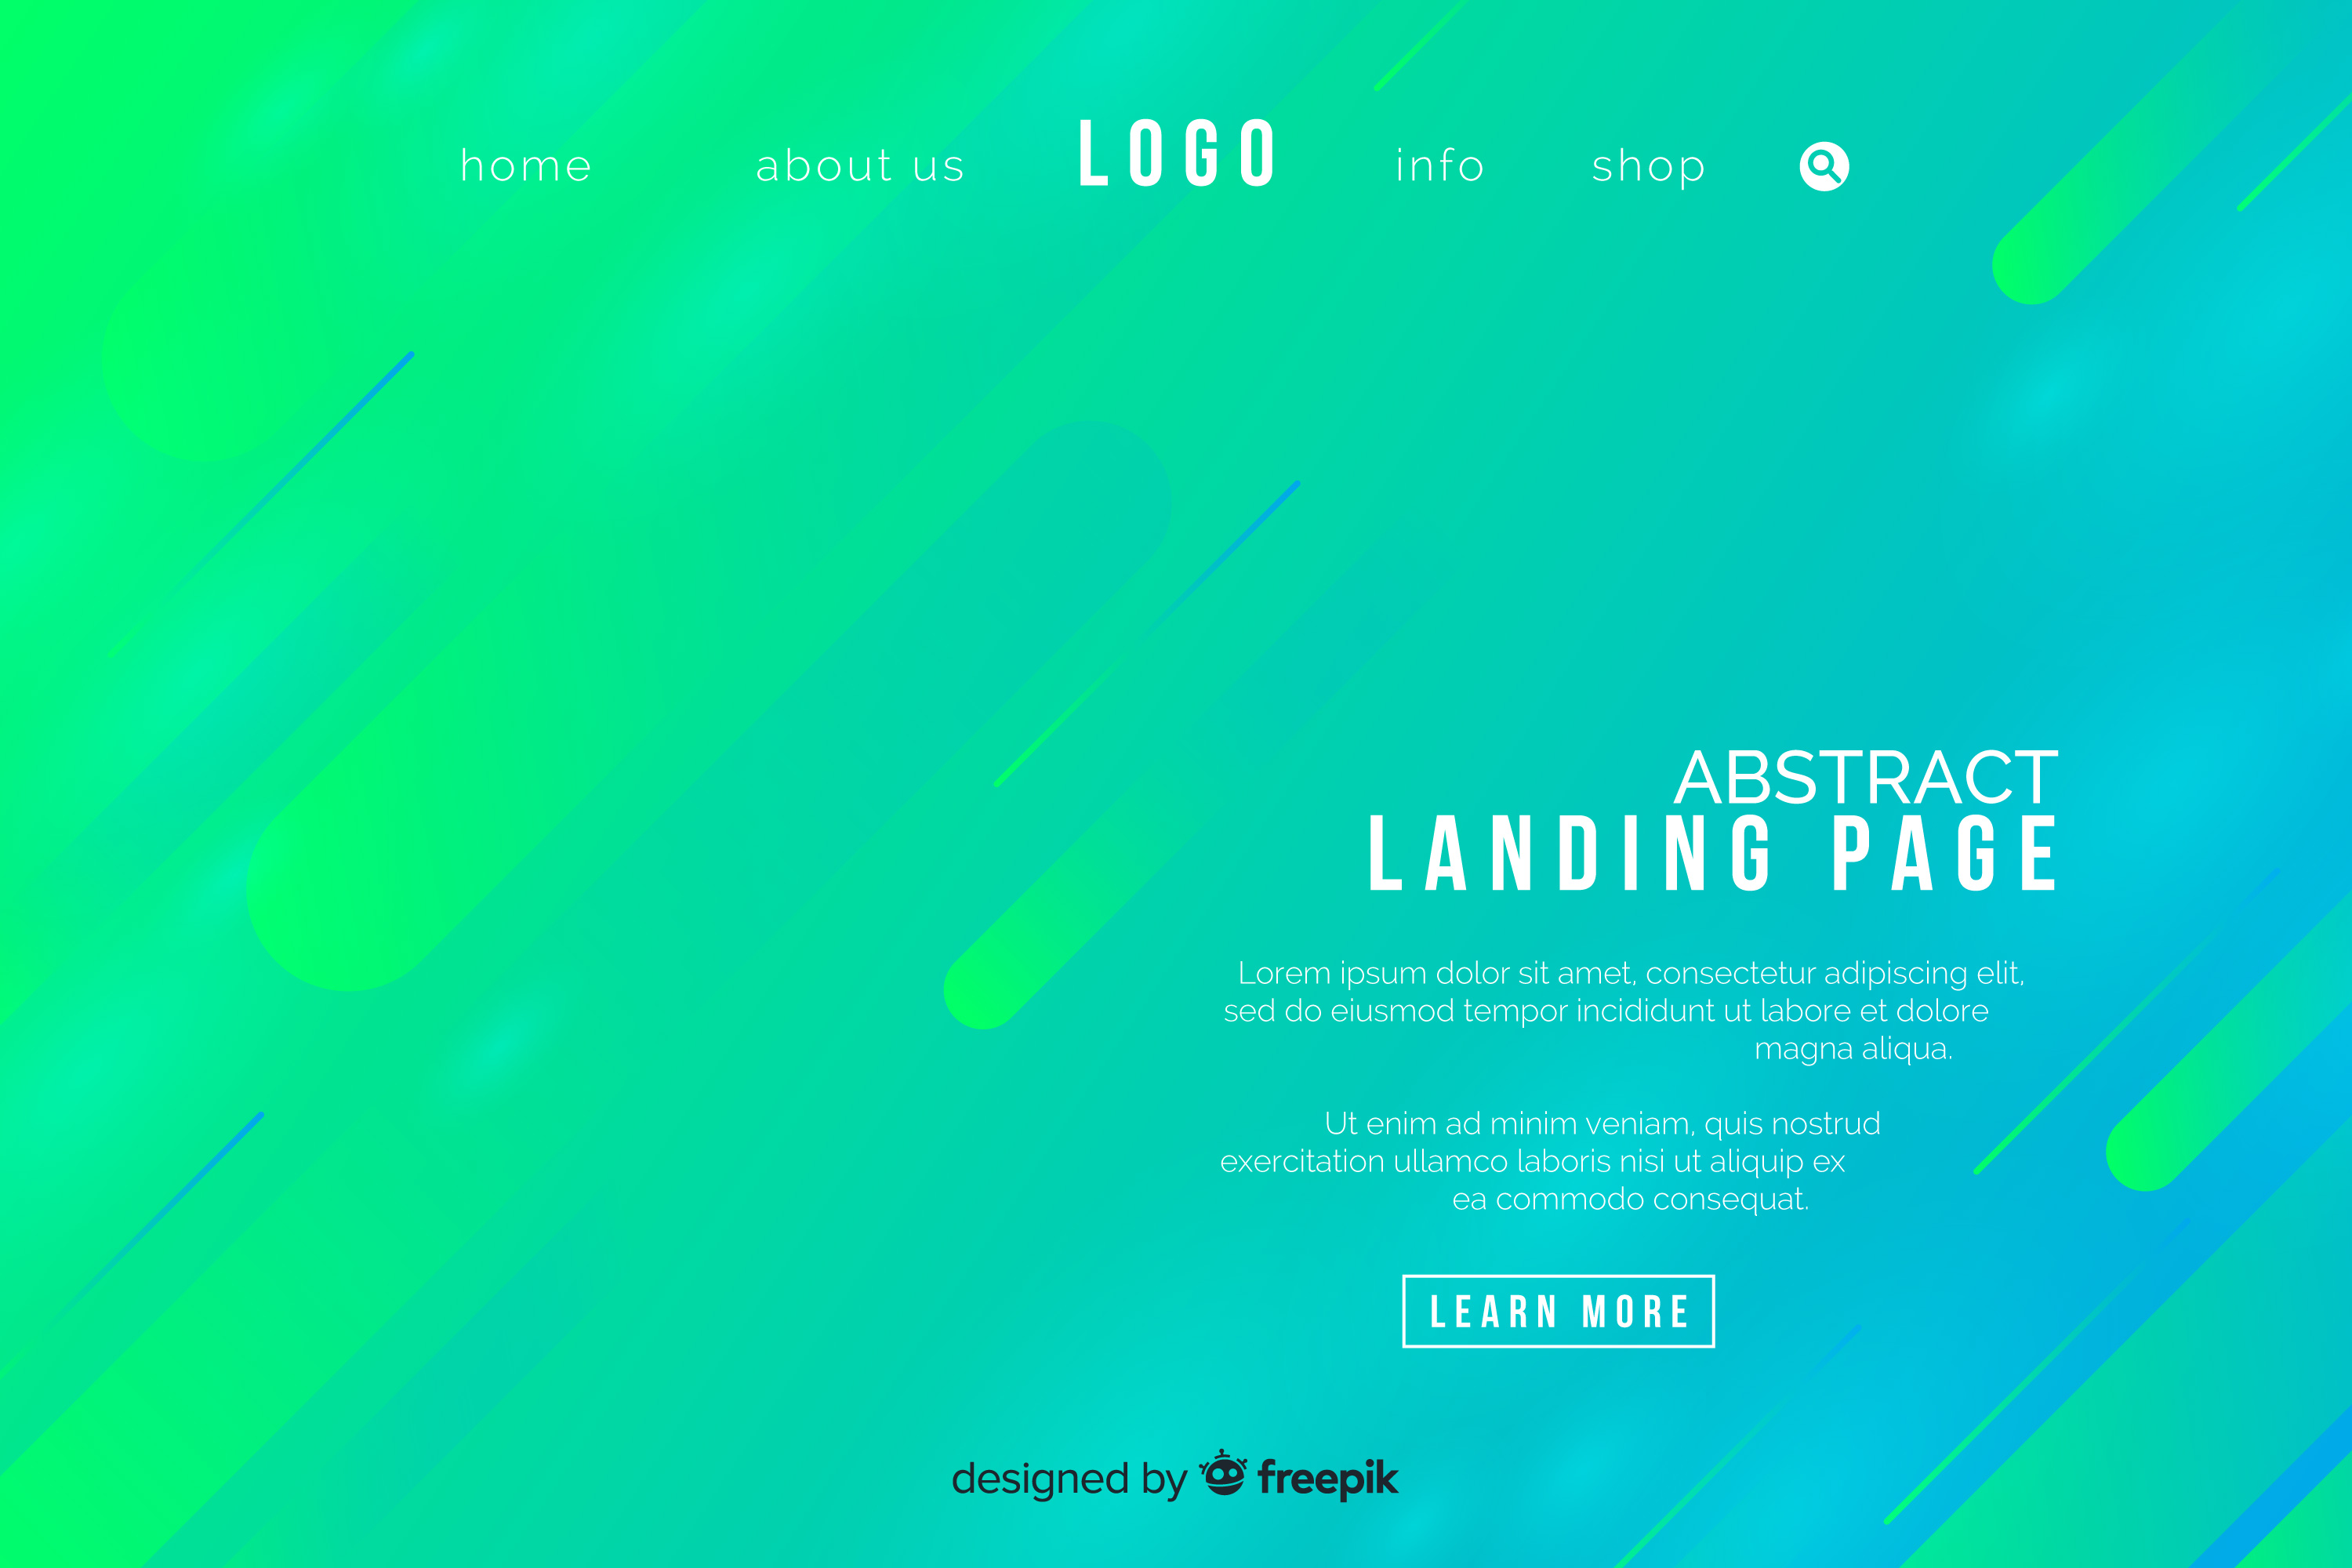 home about us LOGO info shop
ABSTRACT
LANDING PAGE
Lorem ipsum dolor sit amet, consectetur adipiscing elit,
sed do eiusmod tempor incididunt ut labore et dolore
magna aliqua.
Ut enim ad minim veniam, quis nostrud
exercitation ullamco laboris nisi ut aliquip ex
ea commodo consequat.
LEARN MORE
designed by freepik